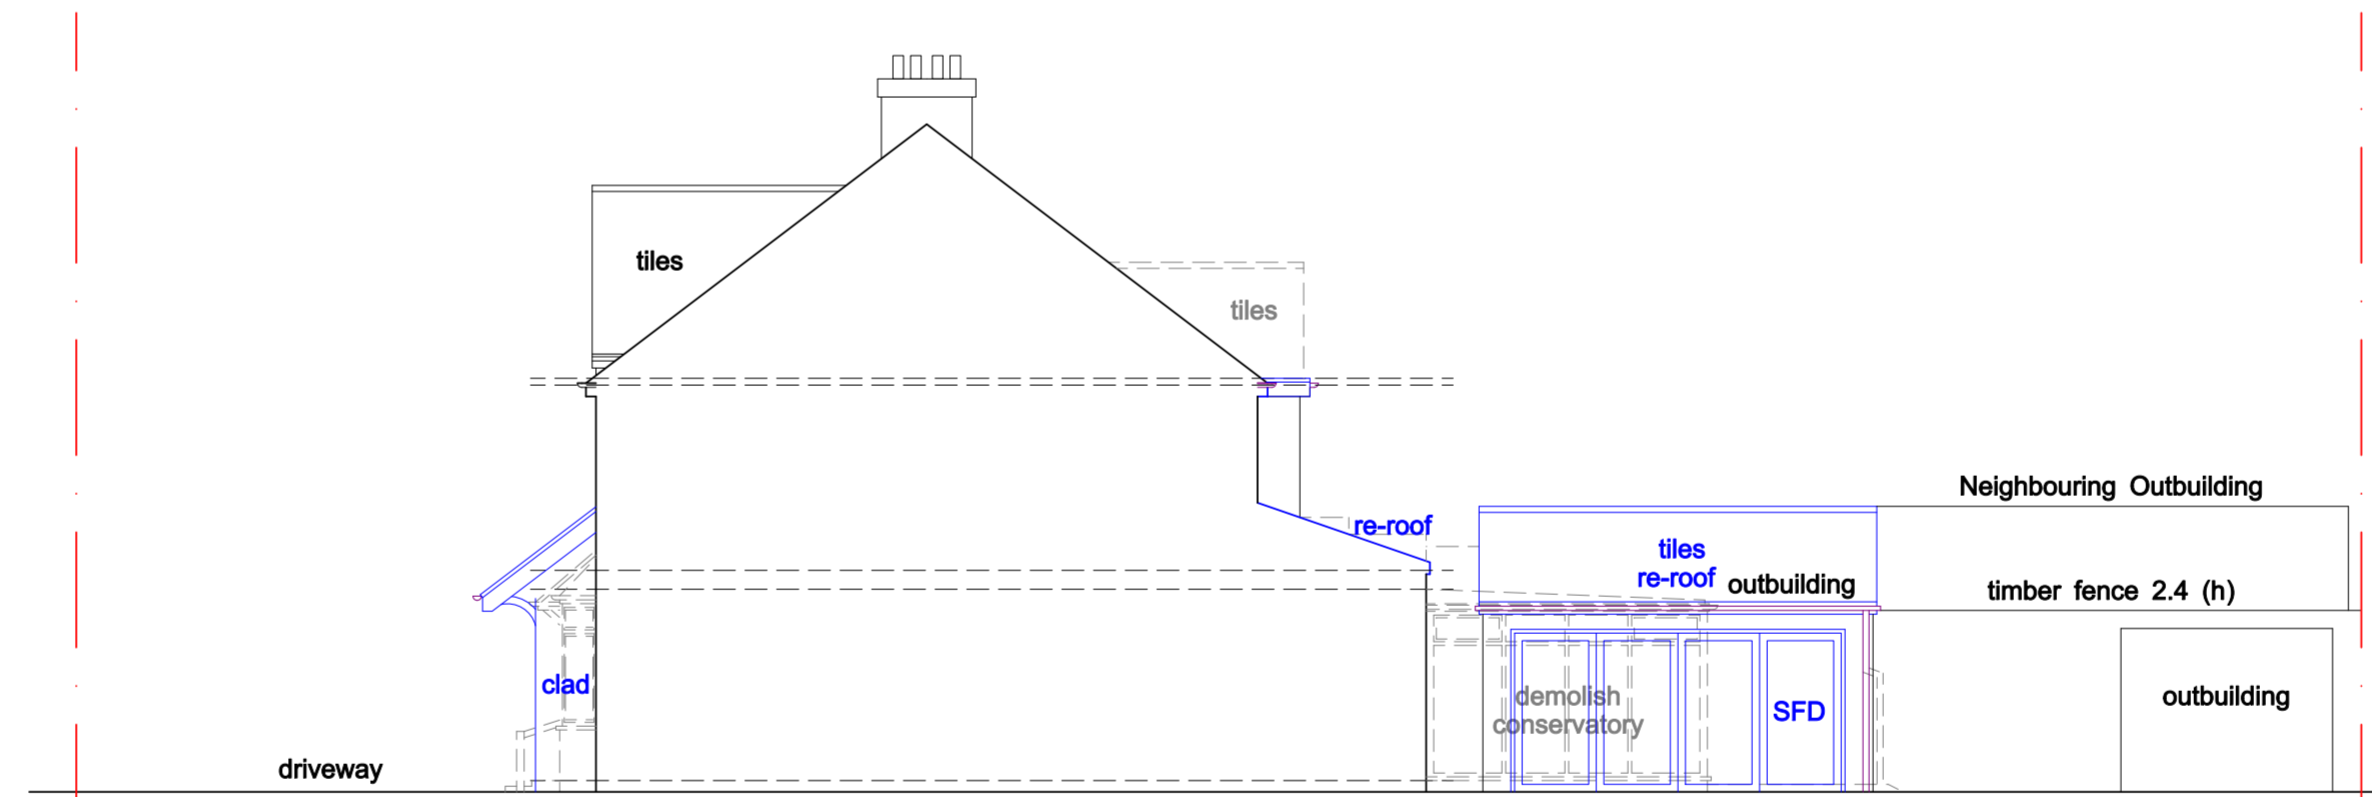 tiles
tiles
Neighbouring Outbuilding
re-roof
tiles
re-roof
outbuilding
timber fence 2.4 (h)
clad
demolish
conservatory
SFD
outbuilding
driveway